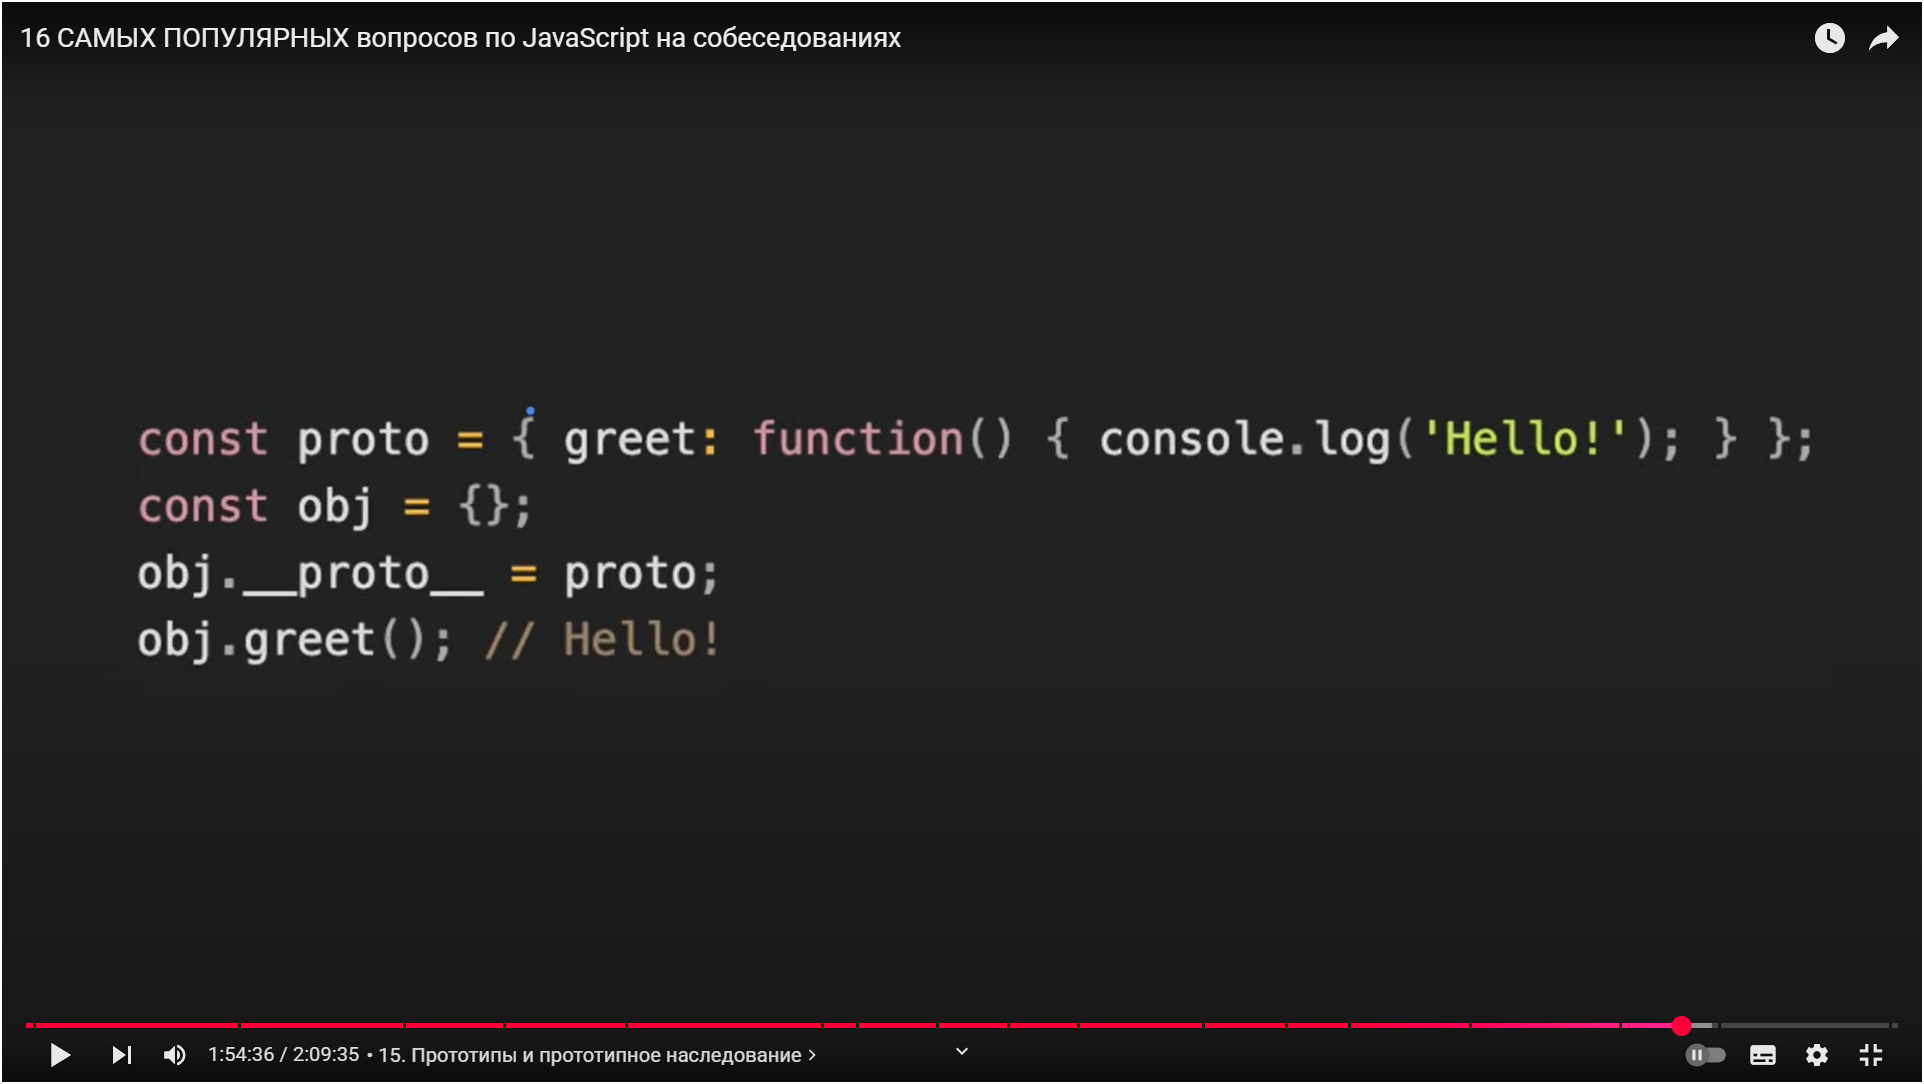 16 САМЫХ ПОПУЛЯРНЫХ вопросов по JavaScript на собеседованиях
const proto = { greet: function() { console.log('Hello!'); } };
const obj = {};
obj.__proto__ = proto;
obj.greet(); // Hello!
1:54:36 / 2:09:35 • 15. Прототипы и прототипное наследование